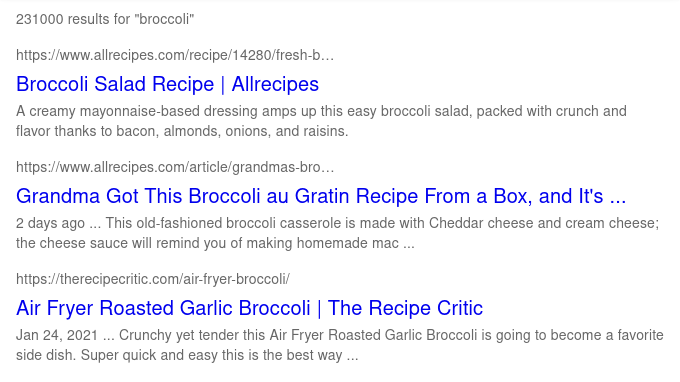 231000 results for "broccoli"
https://www.allrecipes.com/recipe/14280/fresh-b…
Broccoli Salad Recipe | Allrecipes
A creamy mayonnaise-based dressing amps up this easy broccoli salad, packed with crunch and
flavor thanks to bacon, almonds, onions, and raisins.
https://www.allrecipes.com/article/grandmas-bro…
Grandma Got This Broccoli au Gratin Recipe From a Box, and It's ...
2 days ago ... This old-fashioned broccoli casserole is made with Cheddar cheese and cream cheese;
the cheese sauce will remind you of making homemade mac ...
https://therecipecritic.com/air-fryer-broccoli/
Air Fryer Roasted Garlic Broccoli | The Recipe Critic
Jan 24, 2021 ... Crunchy yet tender this Air Fryer Roasted Garlic Broccoli is going to become a favorite
side dish. Super quick and easy this is the best way ...